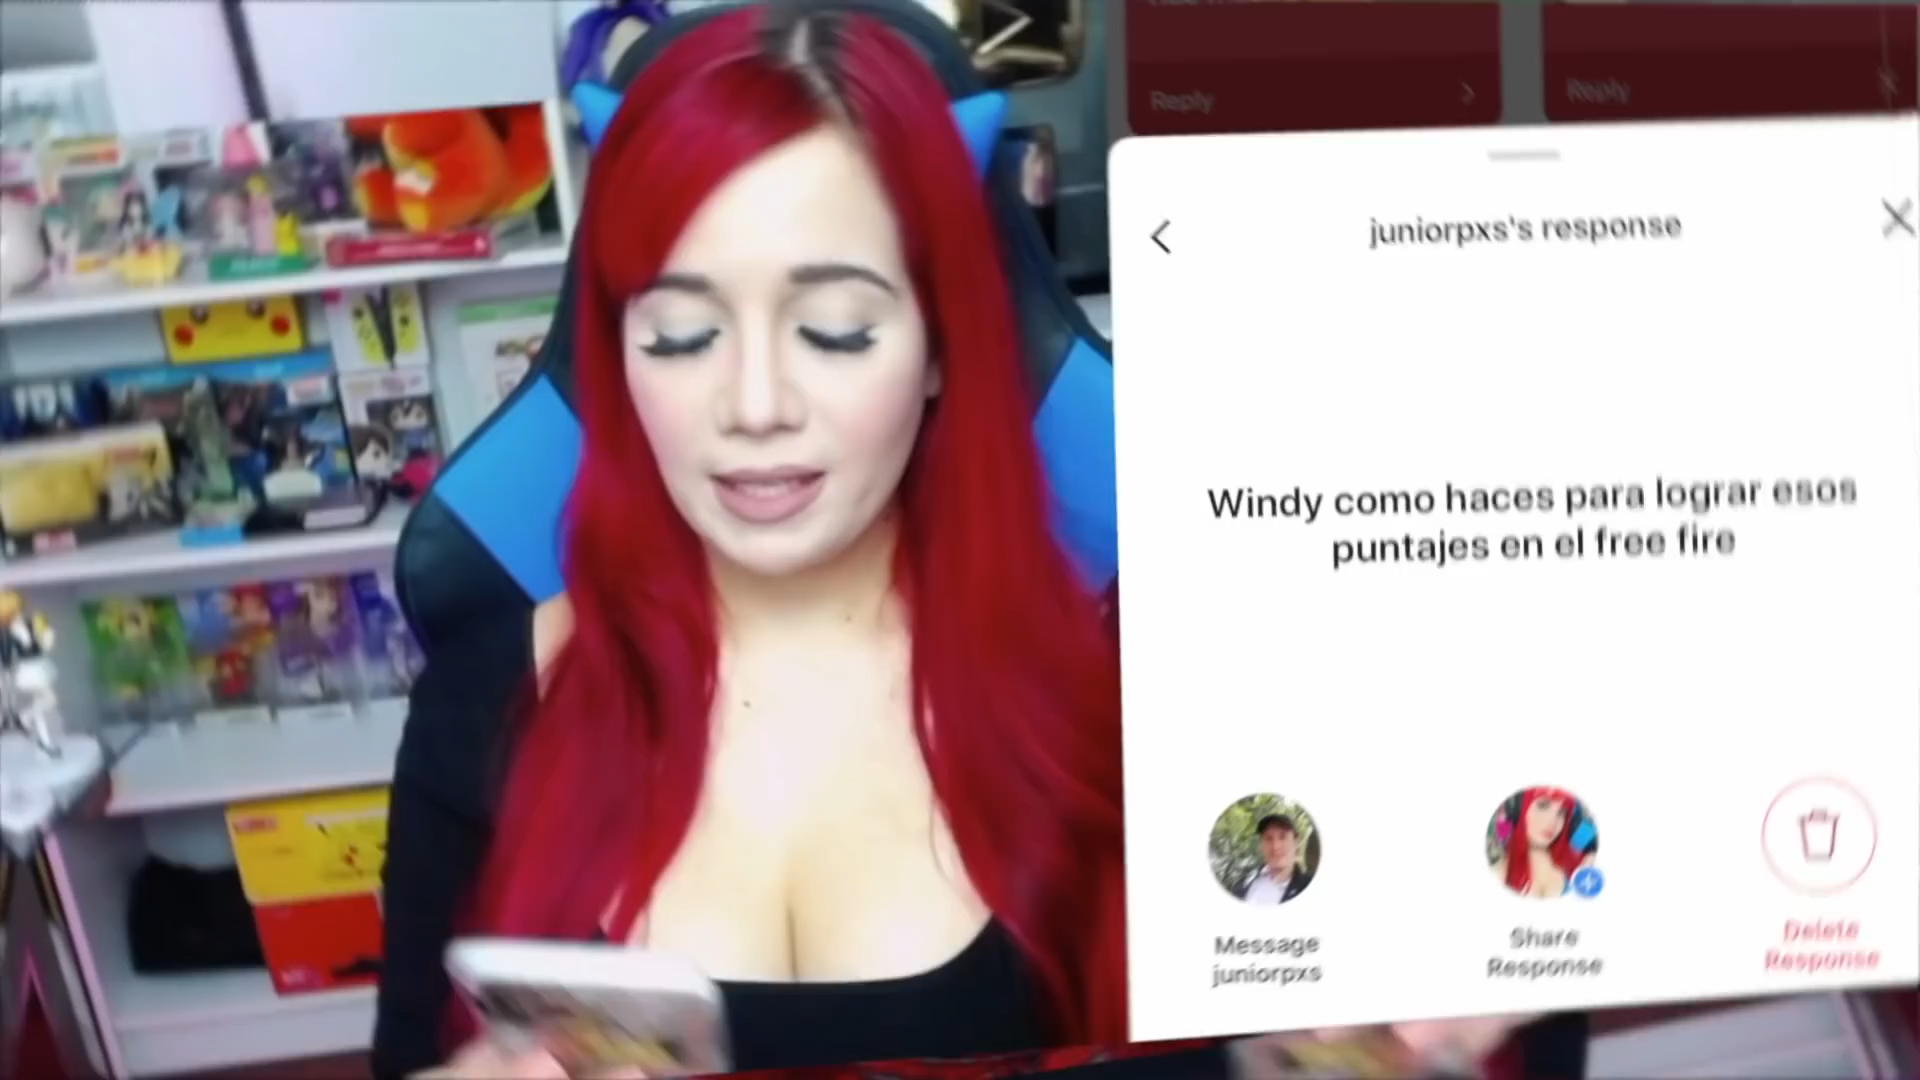 Reply
Reply
juniorpxs's response
Windy como haces para lograr esos
puntajes en el free fire
Message
juniorpxs
Share
Response
Delete
Response